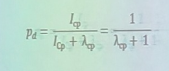 p_d = l_cp / (l_cp + λ_cp) = 1 / (λ_cp + 1)